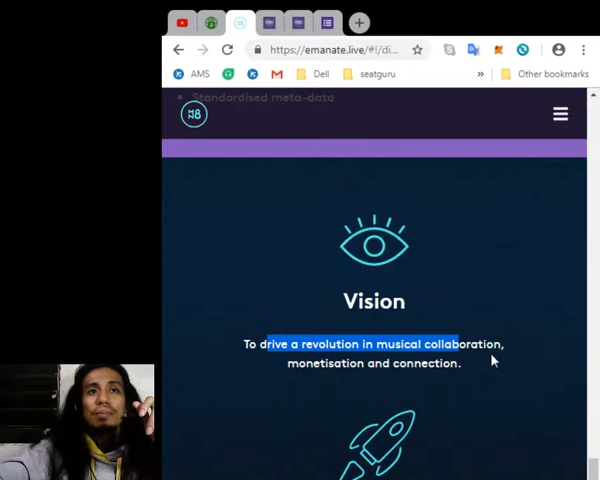 https://emanate.live/#!/di...
AMS
Dell
seatguru
»
Other bookmarks
Standardised meta-data
Vision
To drive a revolution in musical collaboration,
monetisation and connection.